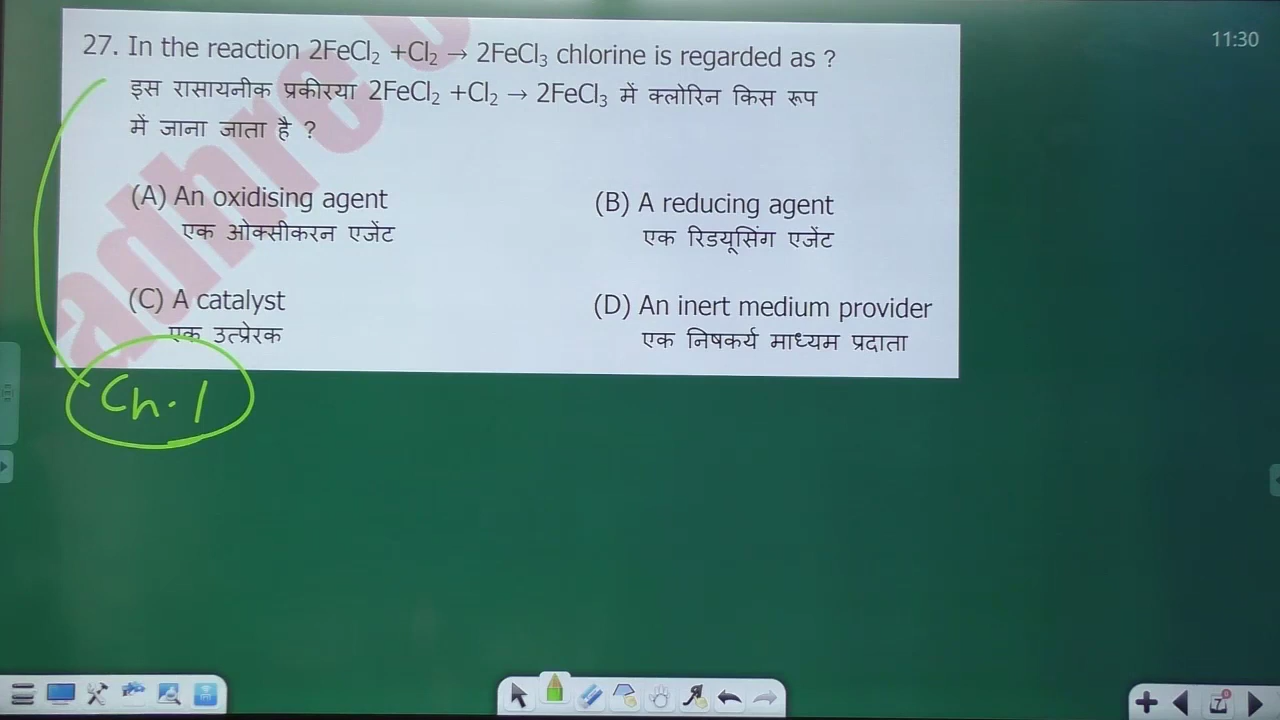 11:30
27. In the reaction 2FeCl₂ +Cl₂ → 2FeCl₃ chlorine is regarded as ?
इस रासायनीक प्रकीरया 2FeCl₂ +Cl₂ → 2FeCl₃ में क्लोरिन किस रूप
में जाना जाता है ?
(A) An oxidising agent
एक ओक्सीकरन एजेंट
(B) A reducing agent
एक रिडयूसिंग एजेंट
(C) A catalyst
एक उत्प्रेरक
(D) An inert medium provider
एक निषकर्य माध्यम प्रदाता
Ch.1